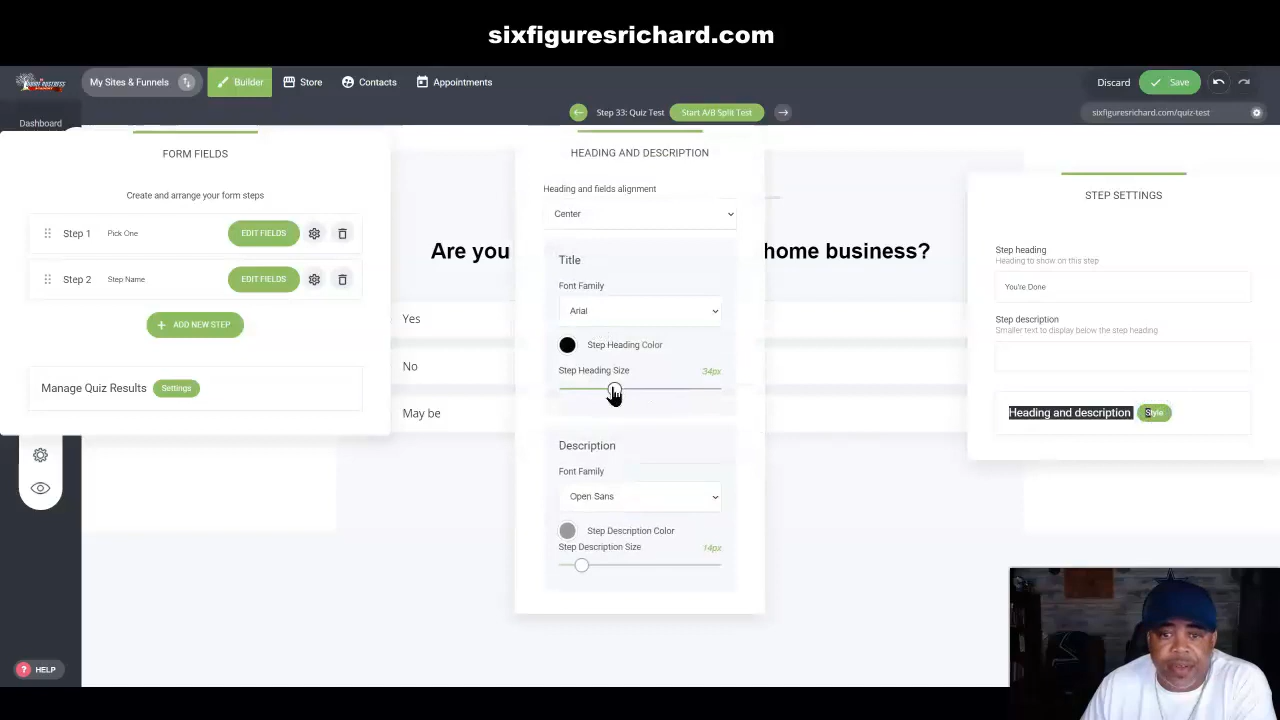 sixfiguresrichard.com
My Sites & Funnels
Builder
Store
Contacts
Appointments
Discard
Save
Dashboard
Step 33: Quiz Test
Start A/B Split Test
sixfiguresrichard.com/quiz-test
FORM FIELDS
Create and arrange your form steps
Step 1 Pick One EDIT FIELDS
Step 2 Step Name EDIT FIELDS
+ ADD NEW STEP
Manage Quiz Results Settings
HELP
Are you
home business?
Yes
No
May be
HEADING AND DESCRIPTION
Heading and fields alignment
Center
Title
Font Family
Arial
Step Heading Color
Step Heading Size 34px
Description
Font Family
Open Sans
Step Description Color
Step Description Size 14px
STEP SETTINGS
Step heading
Heading to show on this step
You're Done
Step description
Smaller text to display below the step heading
Heading and description Style